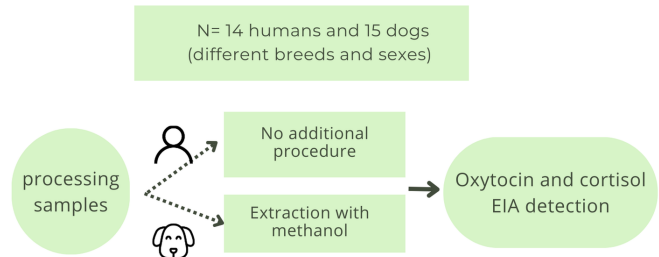 N= 14 humans and 15 dogs
(different breeds and sexes)
No additional
procedure
processing
samples
Extraction with
methanol
Oxytocin and cortisol
EIA detection